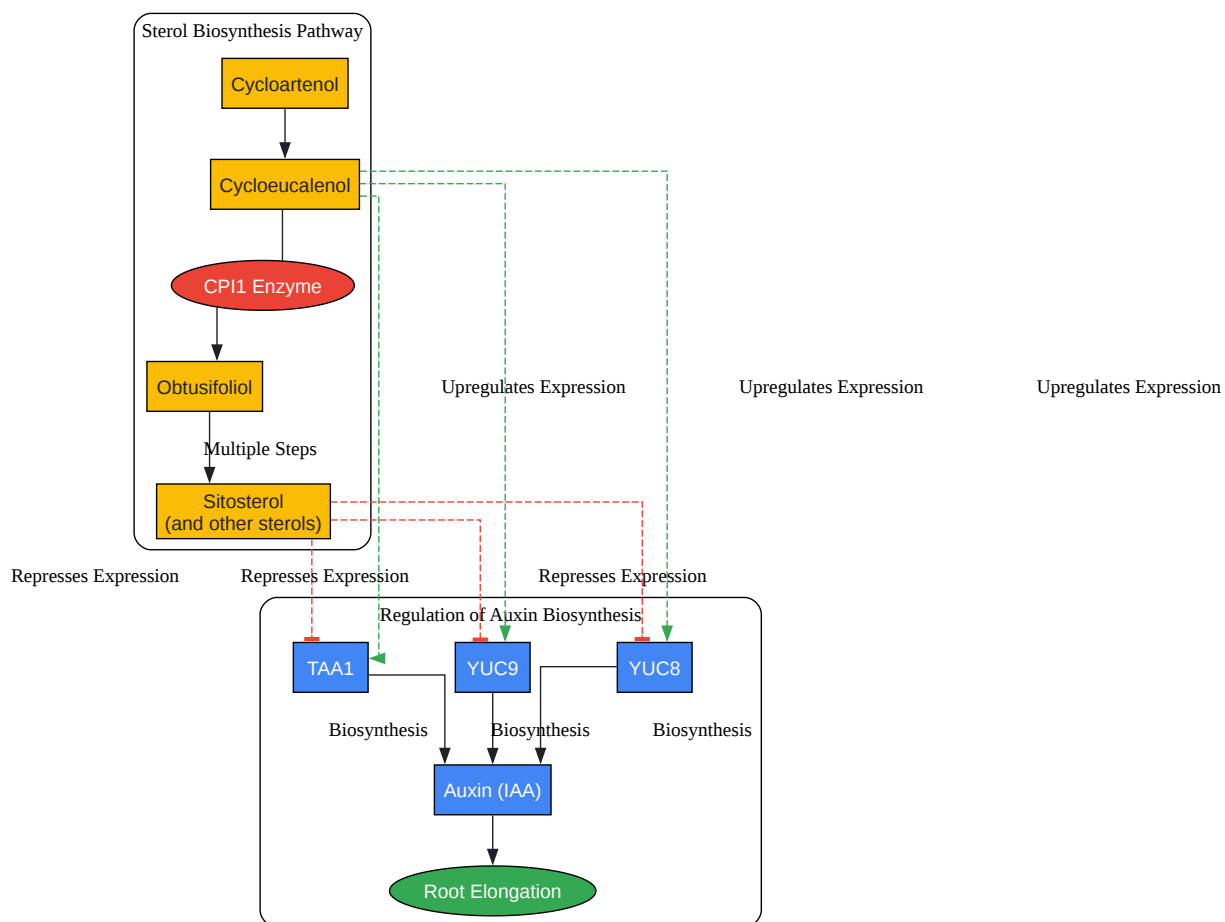 Sterol Biosynthesis Pathway
Cycloartenol
Cycloeucalenol
CPI1 Enzyme
Obtusifoliol
Upregulates Expression
Upregulates Expression
Upregulates Expression
Multiple Steps
Sitosterol
(and other sterols)
Represses Expression
Represses Expression
Represses Expression
Regulation of Auxin Biosynthesis
TAA1
YUC9
YUC8
Biosynthesis
Biosynthesis
Biosynthesis
Auxin (IAA)
Root Elongation